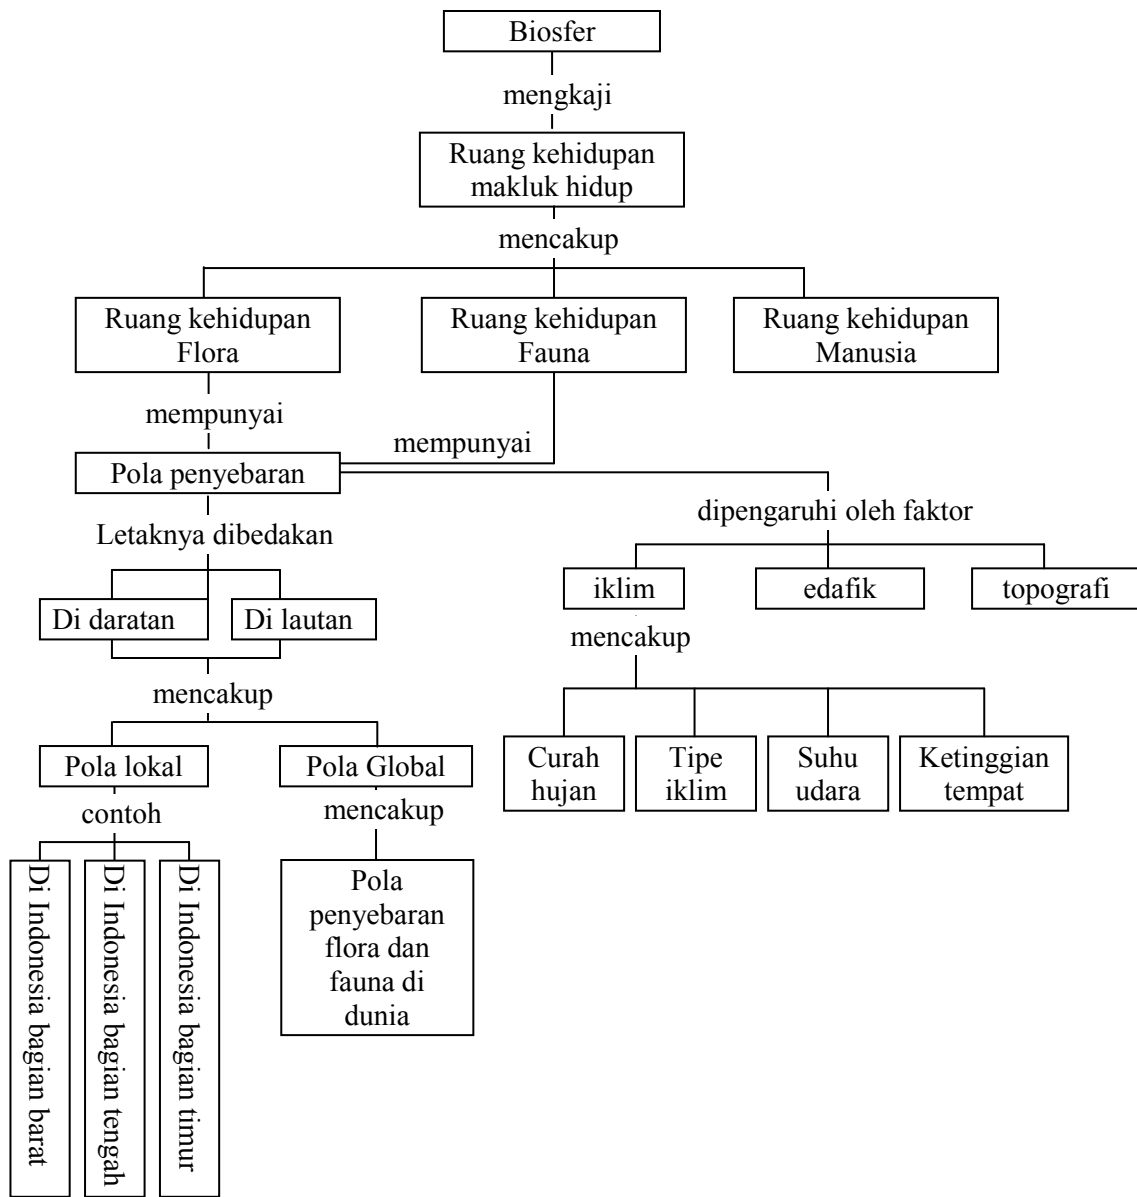 Biosfer
mengkaji
Ruang kehidupan
makluk hidup
mencakup
Ruang kehidupan
Flora
Ruang kehidupan
Fauna
Ruang kehidupan
Manusia
mempunyai
mempunyai
Pola penyebaran
Letaknya dibedakan
dipengaruhi oleh faktor
Di daratan
Di lautan
iklim
edafik
topografi
mencakup
mencakup
Pola lokal
Pola Global
Curah
hujan
Tipe
iklim
Suhu
udara
Ketinggian
tempat
contoh
mencakup
Di Indonesia bagian barat
Di Indonesia bagian tengah
Di Indonesia bagian timur
Pola
penyebaran
flora dan
fauna di
dunia